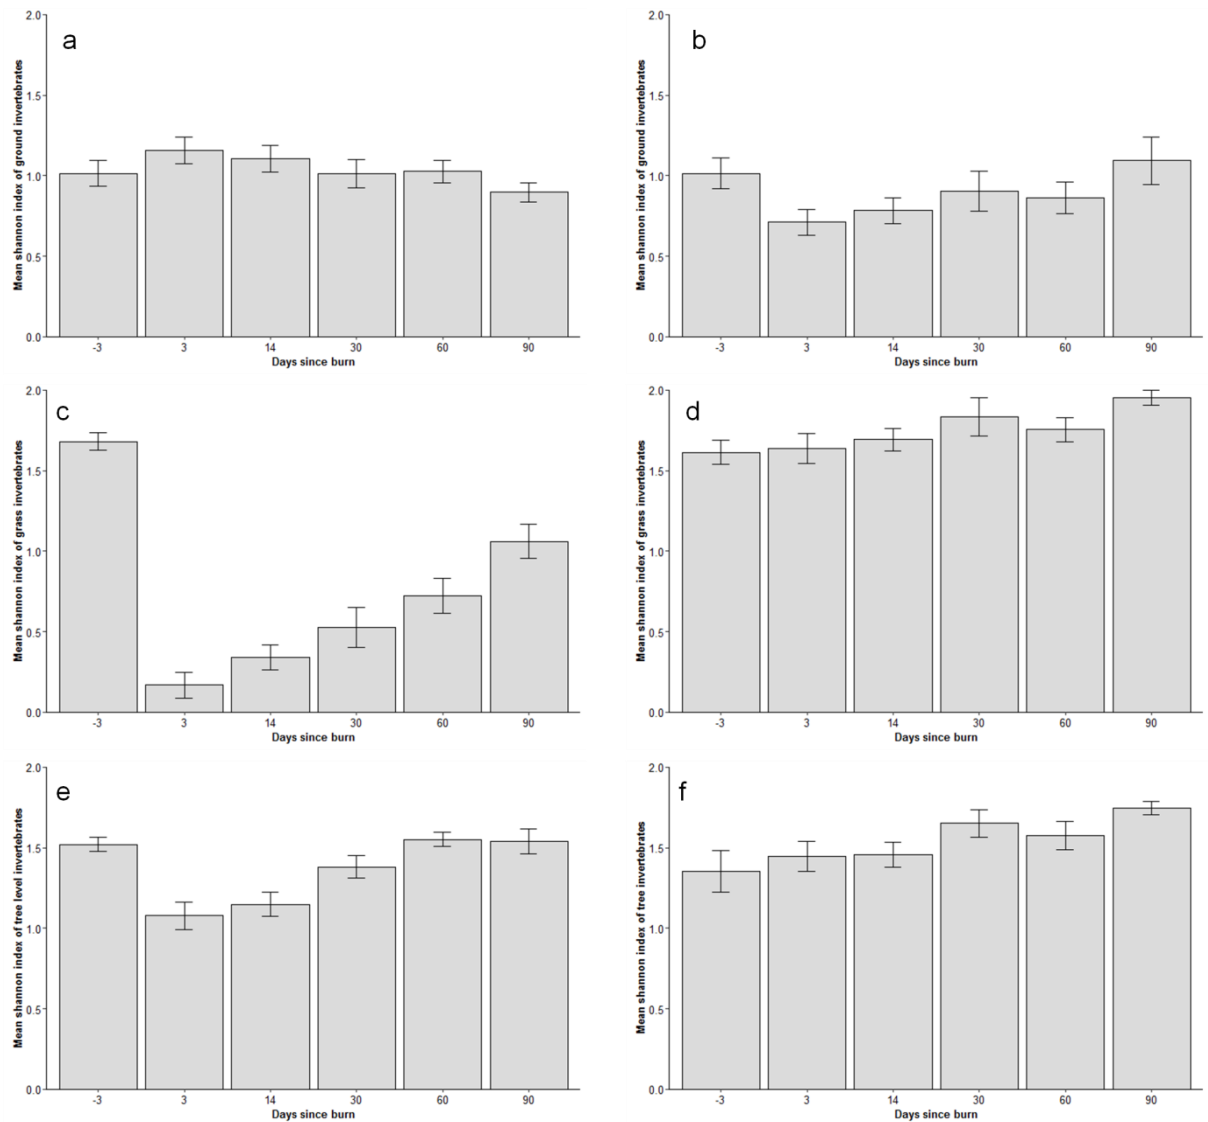 a
Mean shannon index of ground invertebrates
2.0
1.5
1.0
0.5
0.0
-3 3 14 30 60 90
Days since burn
b
Mean shannon index of ground invertebrates
2.0
1.5
1.0
0.5
0.0
-3 3 14 30 60 90
Days since burn
c
Mean shannon index of grass invertebrates
2.0
1.5
1.0
0.5
0.0
-3 3 14 30 60 90
Days since burn
d
Mean shannon index of grass invertebrates
2.0
1.5
1.0
0.5
0.0
-3 3 14 30 60 90
Days since burn
e
Mean shannon index of tree level invertebrates
2.0
1.5
1.0
0.5
0.0
-3 3 14 30 60 90
Days since burn
f
Mean shannon index of tree invertebrates
2.0
1.5
1.0
0.5
0.0
-3 3 14 30 60 90
Days since burn